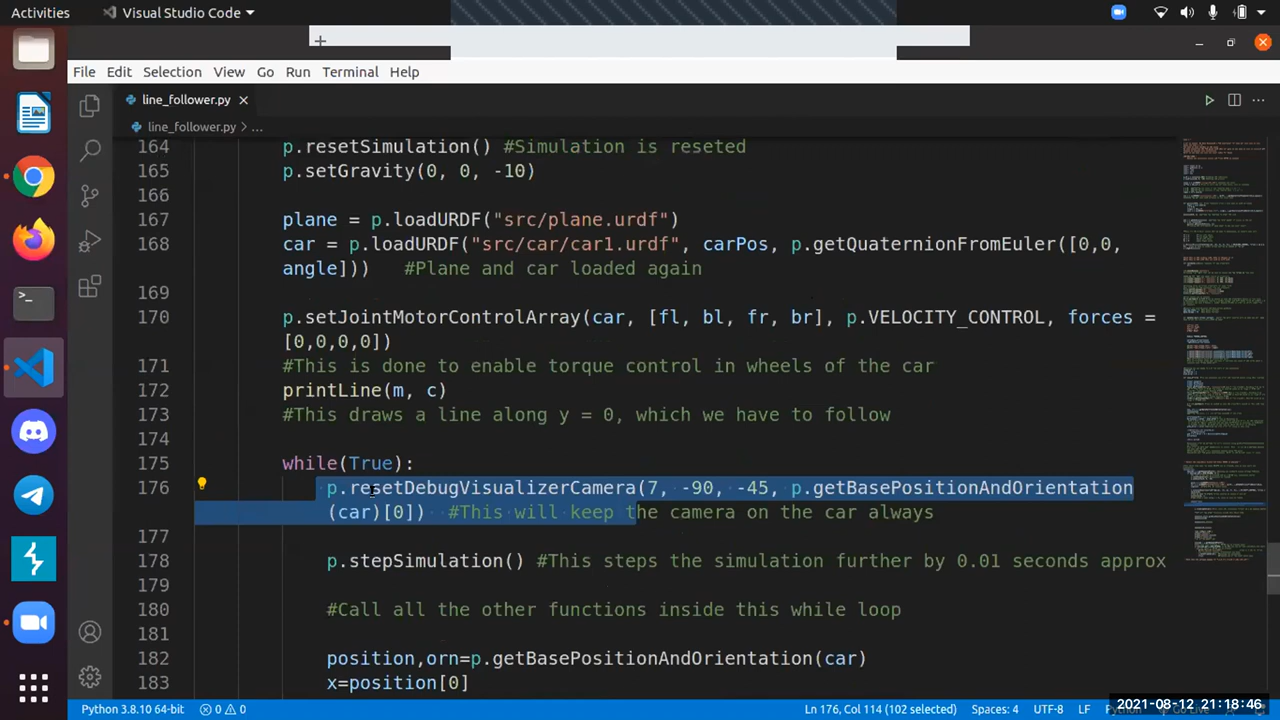 Activities
Visual Studio Code
File Edit Selection View Go Run Terminal Help
line_follower.py
line_follower.py > ...
164 p.resetSimulation() #Simulation is reseted
165 p.setGravity(0, 0, -10)
166
167 plane = p.loadURDF("src/plane.urdf")
168 car = p.loadURDF("src/car/car1.urdf", carPos, p.getQuaternionFromEuler([0,0,
angle])) #Plane and car loaded again
169
170 p.setJointMotorControlArray(car, [fl, bl, fr, br], p.VELOCITY_CONTROL, forces =
[0,0,0,0])
171 #This is done to enable torque control in wheels of the car
172 printLine(m, c)
173 #This draws a line along y = 0, which we have to follow
174
175 while(True):
176 p.resetDebugVisualizerCamera(7, -90, -45, p.getBasePositionAndOrientation
(car)[0]) #This will keep the camera on the car always
177
178 p.stepSimulation() #This steps the simulation further by 0.01 seconds approx
179
180 #Call all the other functions inside this while loop
181
182 position,orn=p.getBasePositionAndOrientation(car)
183 x=position[0]
Python 3.8.10 64-bit 0 0 Ln 176, Col 114 (102 selected) Spaces: 4 UTF-8 LF Python Go Live
2021-08-12 21:18:46